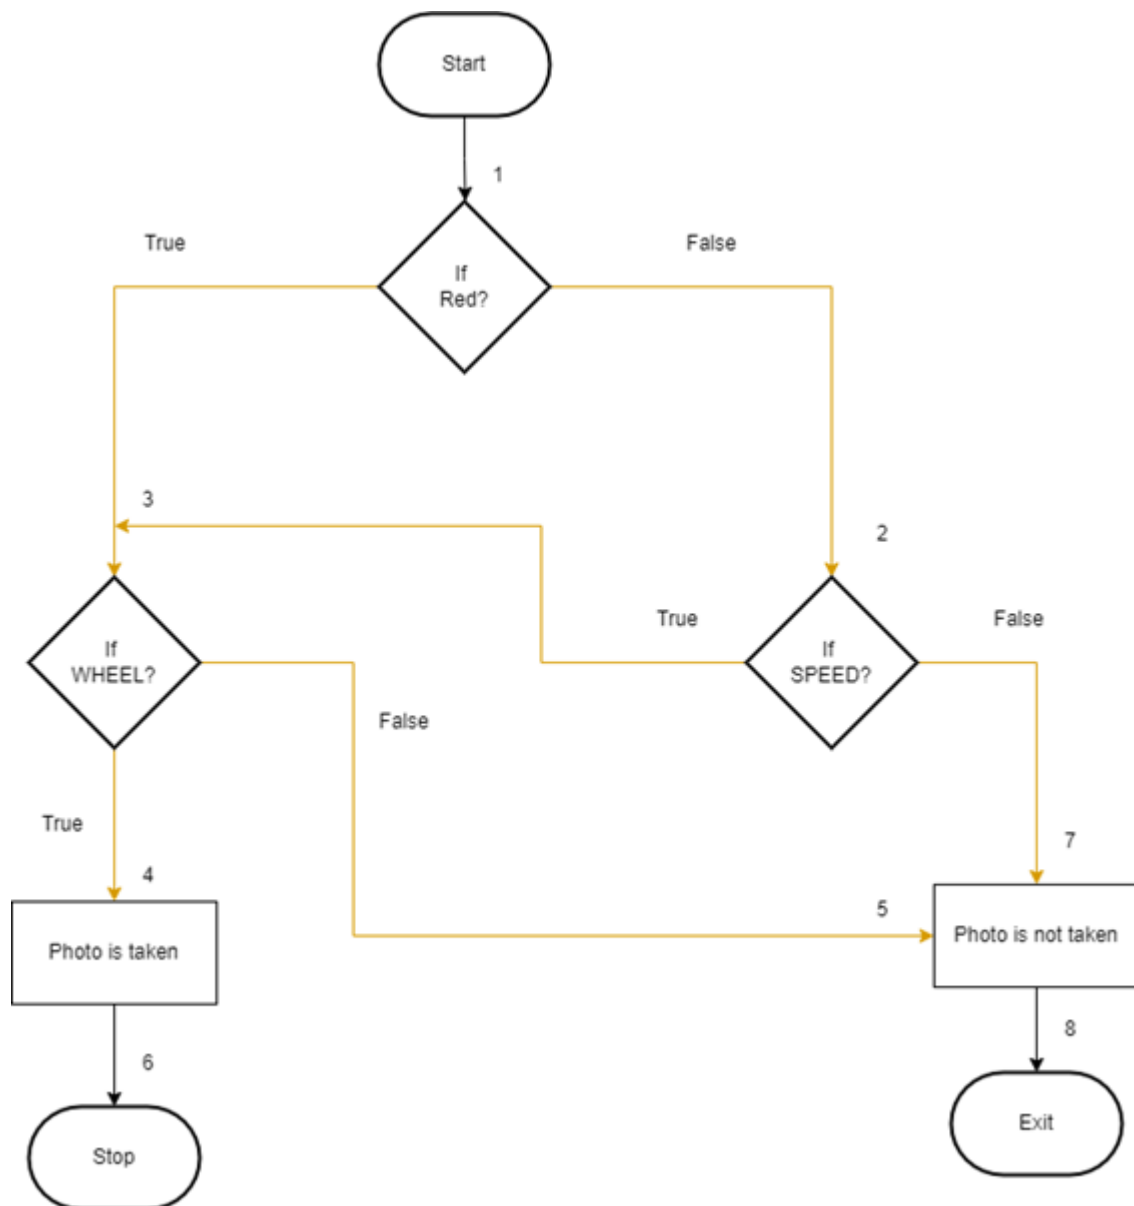 Start
1
True
False
If
Red?
3
2
True
False
If
WHEEL?
If
SPEED?
False
True
7
4
5
Photo is taken
Photo is not taken
8
6
Exit
Stop